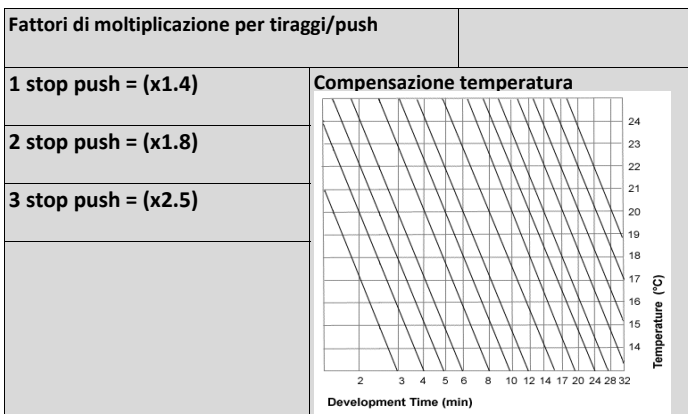 Fattori di moltiplicazione per tiraggi/push
1 stop push = (x1.4)
2 stop push = (x1.8)
3 stop push = (x2.5)
Compensazione temperatura
24
23
22
21
20
19
18
17
16
15
14
Temperature (°C)
2 3 4 5 6 8 10 12 14 17 20 24 28 32
Development Time (min)